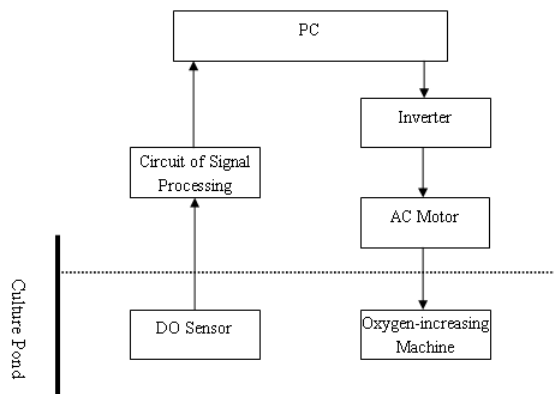 PC
Inverter
Circuit of Signal
Processing
AC Motor
Culture Pond
DO Sensor
Oxygen-increasing
Machine